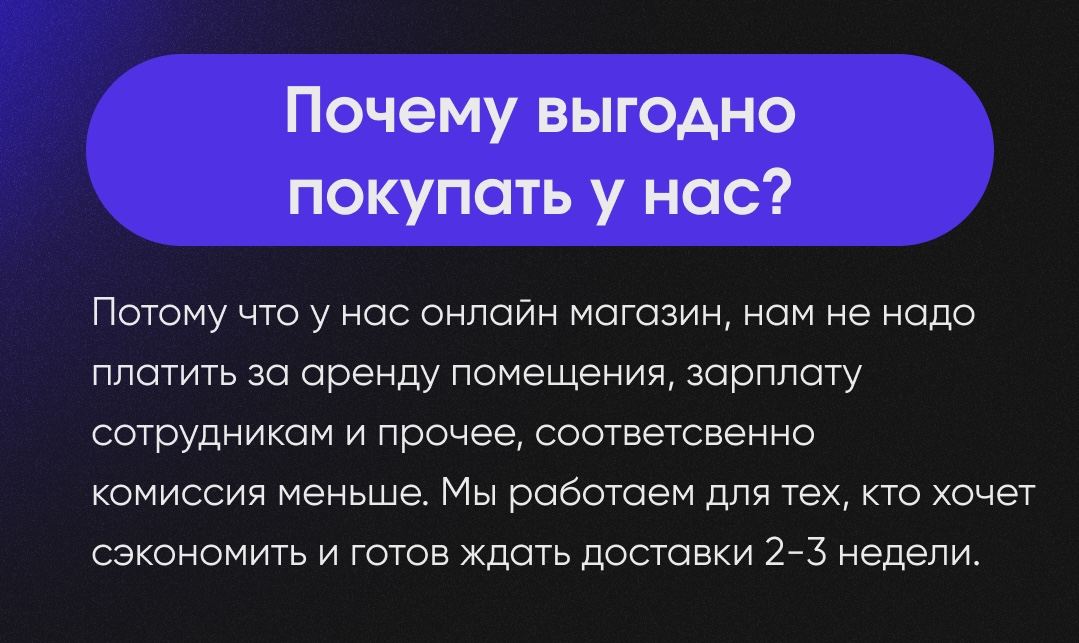 Почему выгодно
покупать у нас?
Потому что у нас онлайн магазин, нам не надо
платить за аренду помещения, зарплату
сотрудникам и прочее, соответсвенно
комиссия меньше. Мы работаем для тех, кто хочет
сэкономить и готов ждать доставки 2-3 недели.